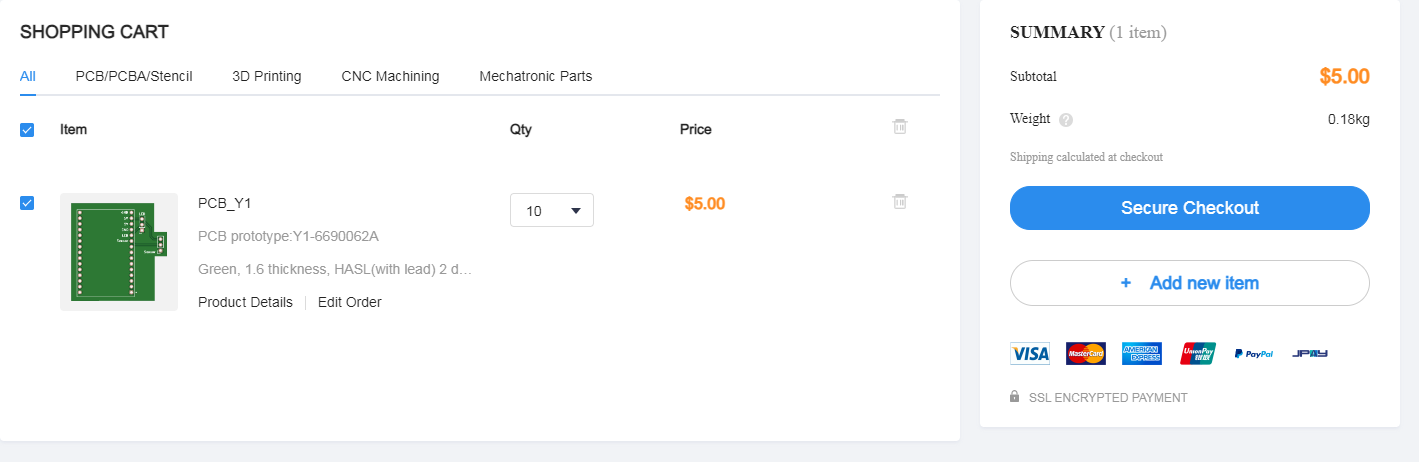 SHOPPING CART
All PCB/PCBA/Stencil 3D Printing CNC Machining Mechatronic Parts
Item Qty Price
PCB_Y1 10 $5.00
PCB prototype:Y1-6690062A
Green, 1.6 thickness, HASL(with lead) 2 d…
Product Details Edit Order
SUMMARY (1 item)
Subtotal $5.00
Weight ? 0.18kg
Shipping calculated at checkout
Secure Checkout
+ Add new item
VISA MasterCard AMERICAN EXPRESS UnionPay 银联 PayPal JPAY
SSL ENCRYPTED PAYMENT